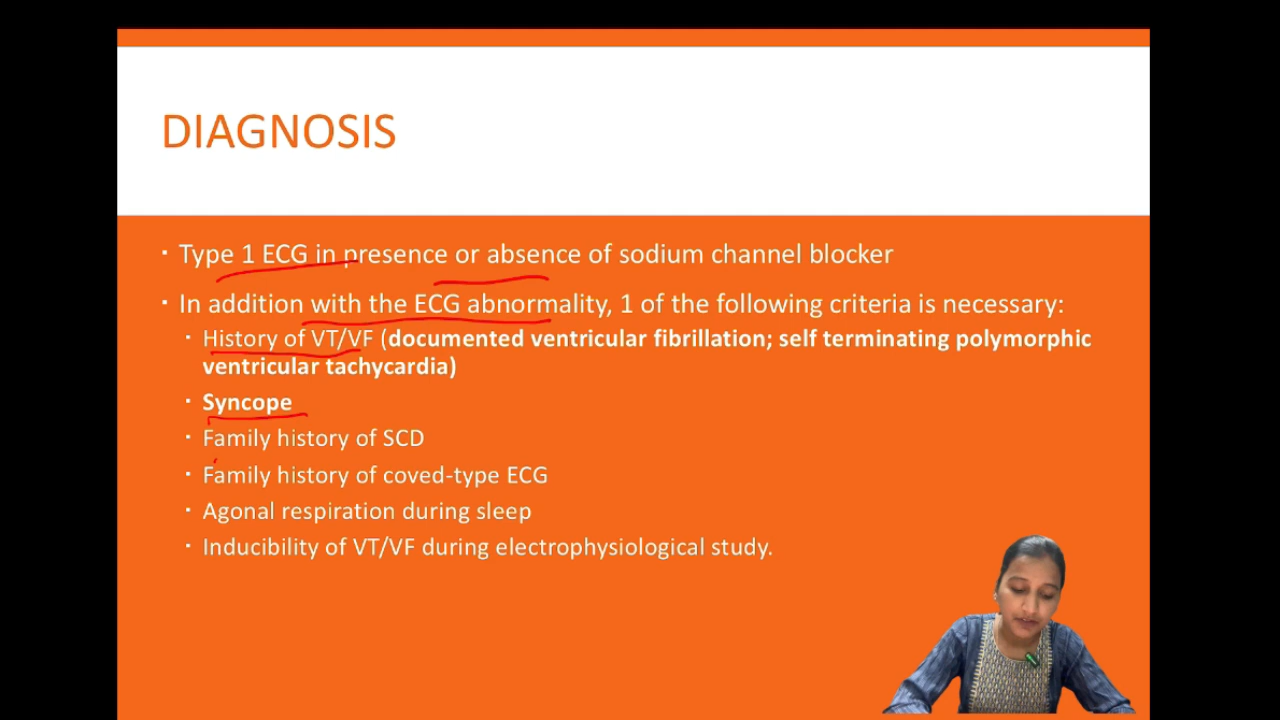 DIAGNOSIS
Type 1 ECG in presence or absence of sodium channel blocker
In addition with the ECG abnormality, 1 of the following criteria is necessary:
History of VT/VF (documented ventricular fibrillation; self terminating polymorphic
ventricular tachycardia)
Syncope
Family history of SCD
Family history of coved-type ECG
Agonal respiration during sleep
Inducibility of VT/VF during electrophysiological study.